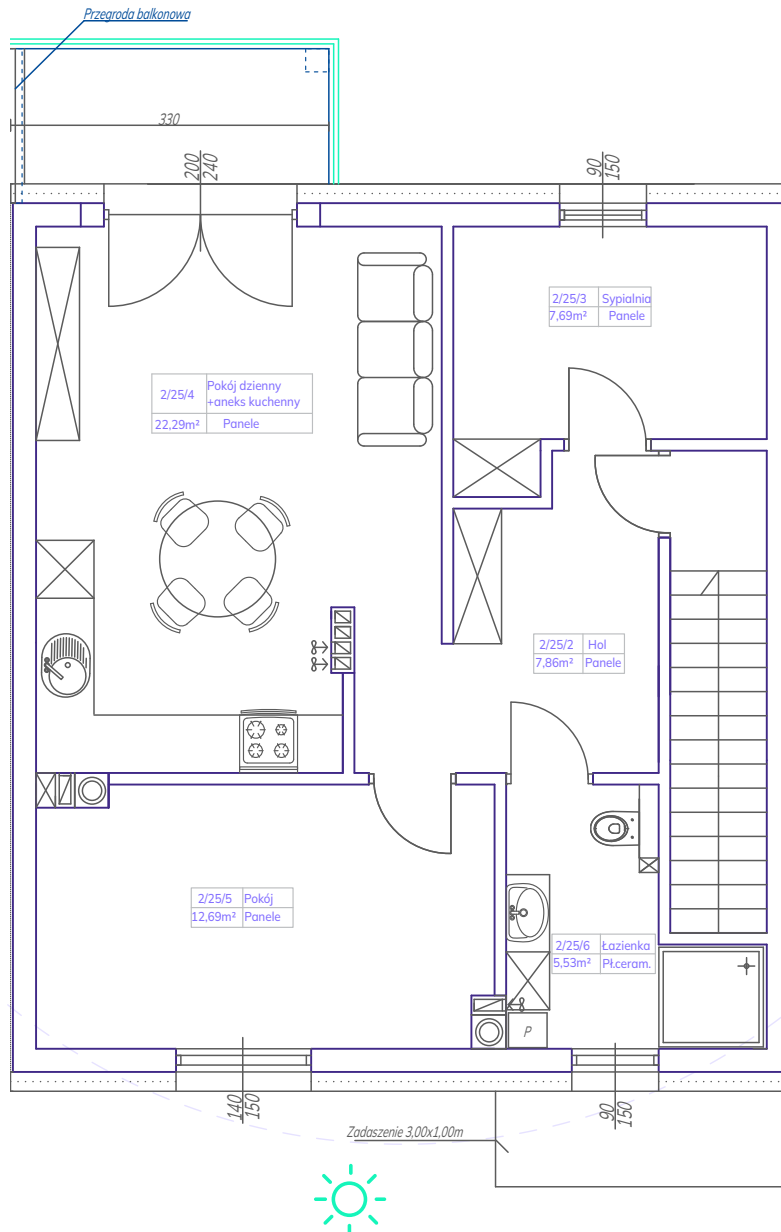 Przegroda balkonowa
330
200
240
90
150
2/25/3 Sypialnia
7,69m² Panele
2/25/4 Pokój dzienny
+aneks kuchenny
22,29m² Panele
2/25/2 Hol
7,86m² Panele
2/25/5 Pokój
12,69m² Panele
2/25/6 Łazienka
5,53m² Pł.ceram.
P
140
150
90
150
Zadaszenie 3,00x1,00m